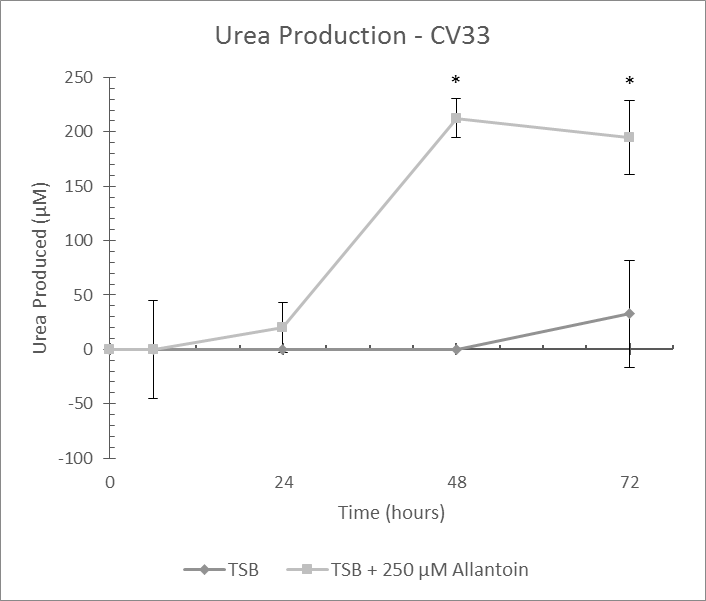 Urea Production - CV33
* *
250
200
150
100
50
0
-50
-100
Urea Produced (µM)
0 24 48 72
Time (hours)
TSB TSB + 250 µM Allantoin